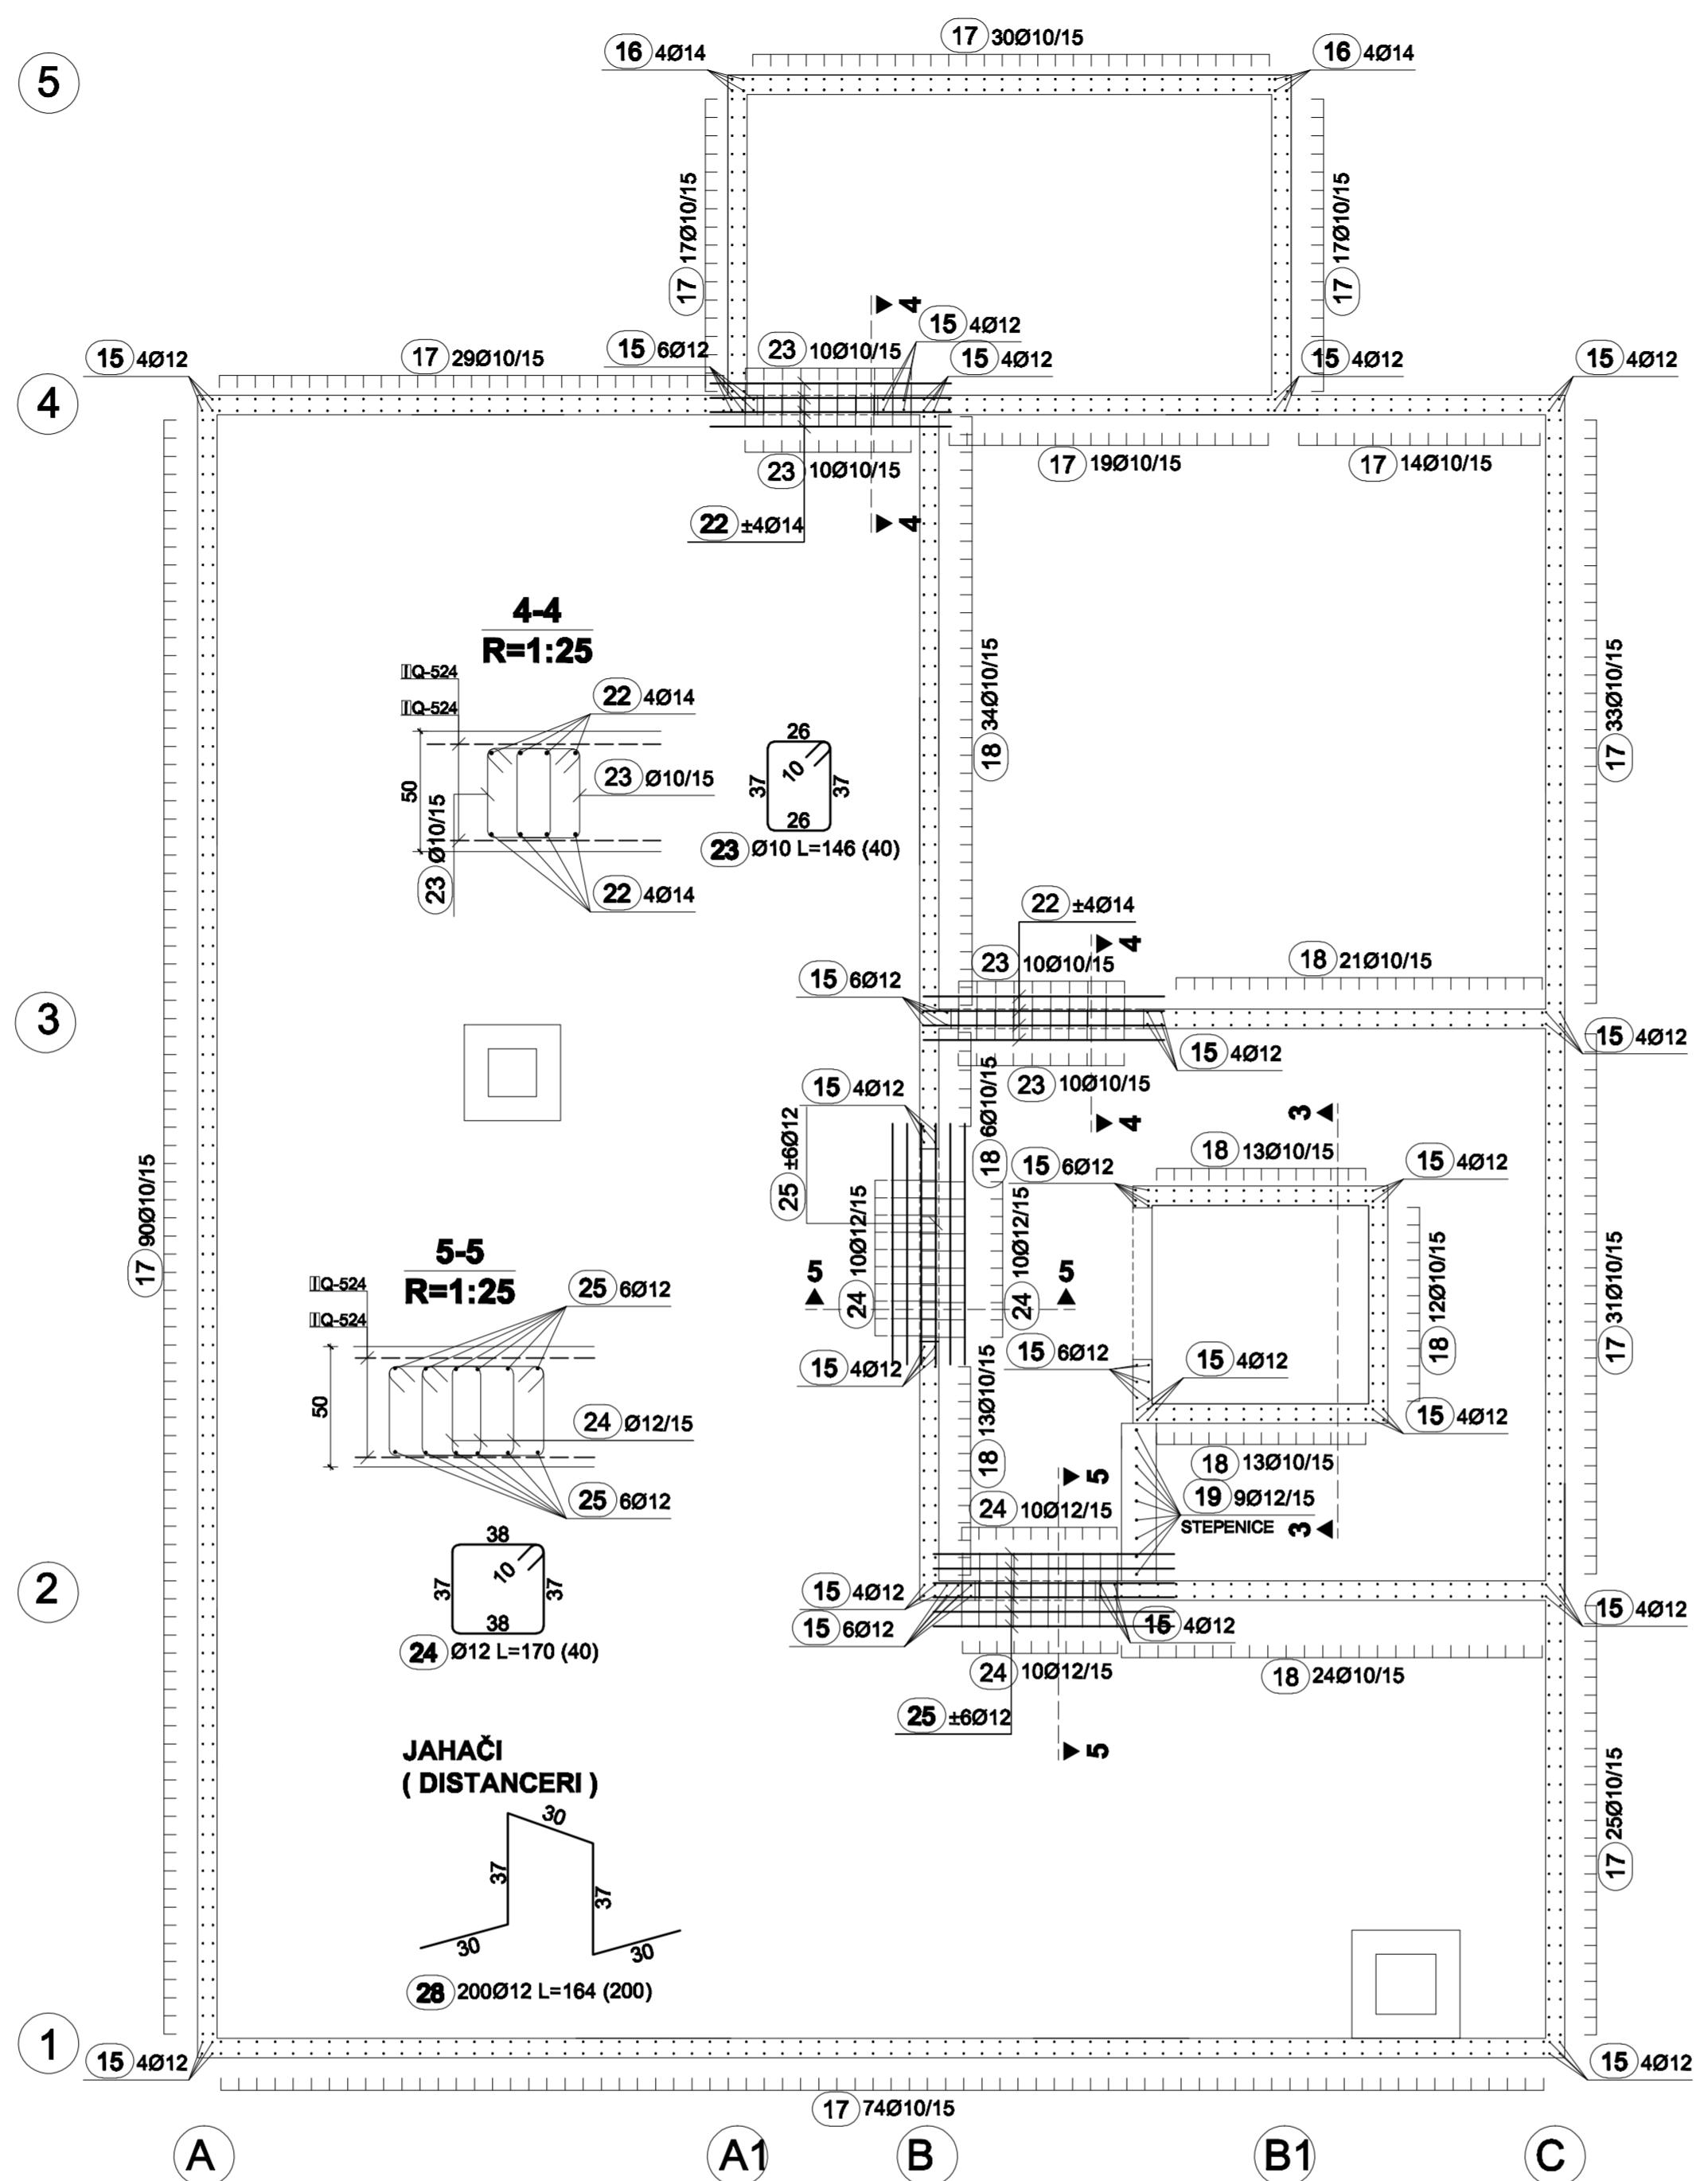 5
16 4Ø14
17 30Ø10/15
16 4Ø14
17 17Ø10/15
17 17Ø10/15
4
15 4Ø12
17 29Ø10/15
15 6Ø12
23 10Ø10/15
4
15 4Ø12
15 4Ø12
15 4Ø12
15 4Ø12
23 10Ø10/15
17 19Ø10/15
17 14Ø10/15
22 ±4Ø14
4
4-4
R=1:25
Q-524
Q-524
22 4Ø14
23 Ø10/15
50
23 Ø10/15
22 4Ø14
26
37
10
37
26
23 Ø10 L=146 (40)
18 34Ø10/15
17 33Ø10/15
22 ±4Ø14
4
23 10Ø10/15
18 21Ø10/15
15 6Ø12
3
15 4Ø12
15 4Ø12
23 10Ø10/15
4
15 4Ø12
25 ±6Ø12
18 6Ø10/15
3
18 13Ø10/15
15 6Ø12
15 4Ø12
17 90Ø10/15
24 10Ø12/15
24 10Ø12/15
5
5
18 12Ø10/15
17 31Ø10/15
5-5
R=1:25
Q-524
Q-524
25 6Ø12
50
24 Ø12/15
25 6Ø12
15 4Ø12
15 6Ø12
15 4Ø12
15 4Ø12
18 13Ø10/15
18 13Ø10/15
19 9Ø12/15
STEPENICE
3
5
24 10Ø12/15
38
37
10
37
38
24 Ø12 L=170 (40)
2
15 4Ø12
15 6Ø12
15 4Ø12
15 4Ø12
24 10Ø12/15
18 24Ø10/15
25 ±6Ø12
5
JAHAČI
( DISTANCERI )
30
37
37
30
30
28 200Ø12 L=164 (200)
17 25Ø10/15
1
15 4Ø12
15 4Ø12
17 74Ø10/15
A
A1
B
B1
C